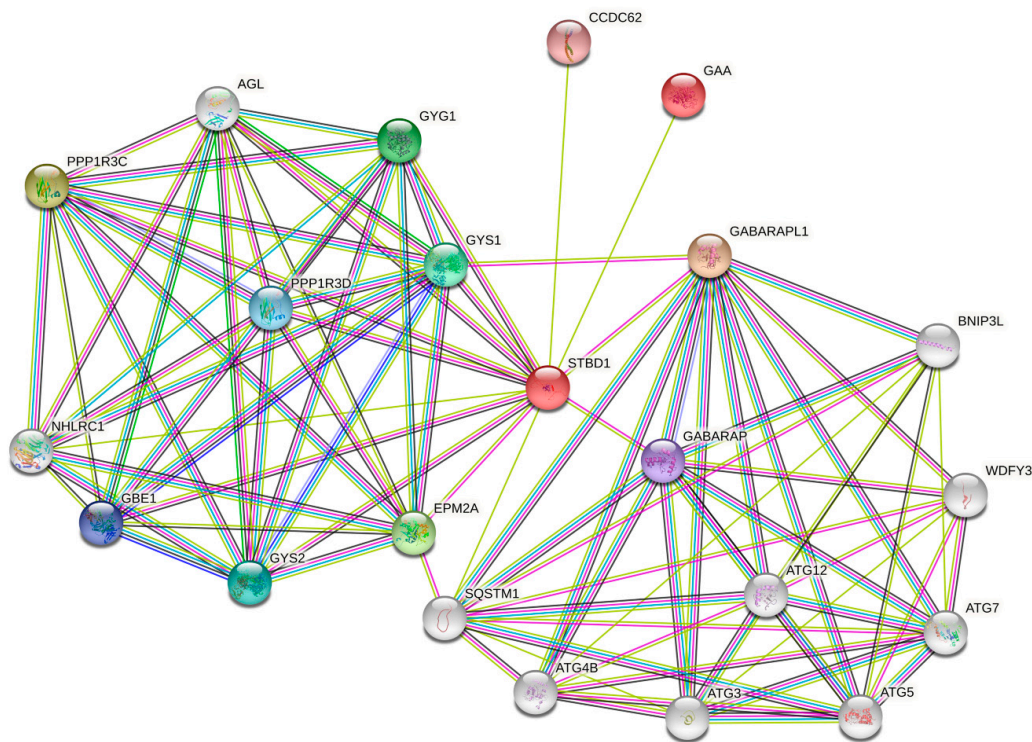 CCDC62
GAA
AGL
GYG1
PPP1R3C
GYS1
GABARAPL1
PPP1R3D
BNIP3L
STBD1
NHLRC1
GABARAP
WDFY3
GBE1
EPM2A
GYS2
ATG12
SQSTM1
ATG7
ATG4B
ATG3
ATG5